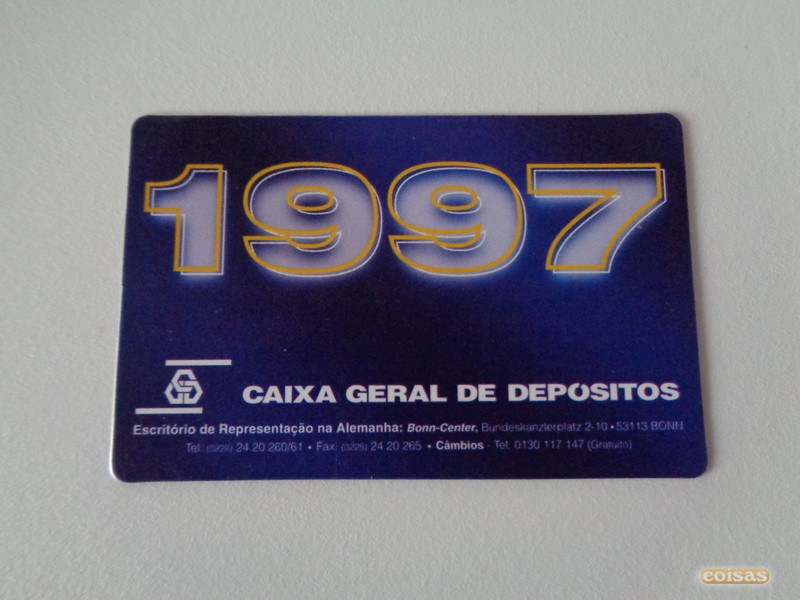 1997
CAIXA GERAL DE DEPÓSITOS
Escritório de Representação na Alemanha: Bonn-Center, Bundeskanzlerplatz 2-10 • 53113 BONN
Tel: (0228) 24 20 260/61 • Fax: (0228) 24 20 265 • Câmbios - Tel. 0130 117 147 (Gratuito)
coisas